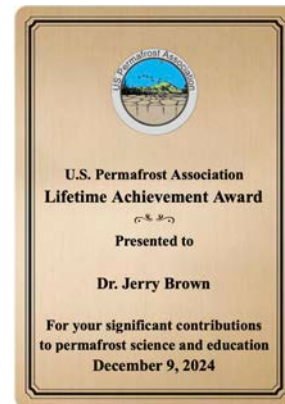 U.S. Permafrost Association
U.S. Permafrost Association
Lifetime Achievement Award
Presented to
Dr. Jerry Brown
For your significant contributions
to permafrost science and education
December 9, 2024